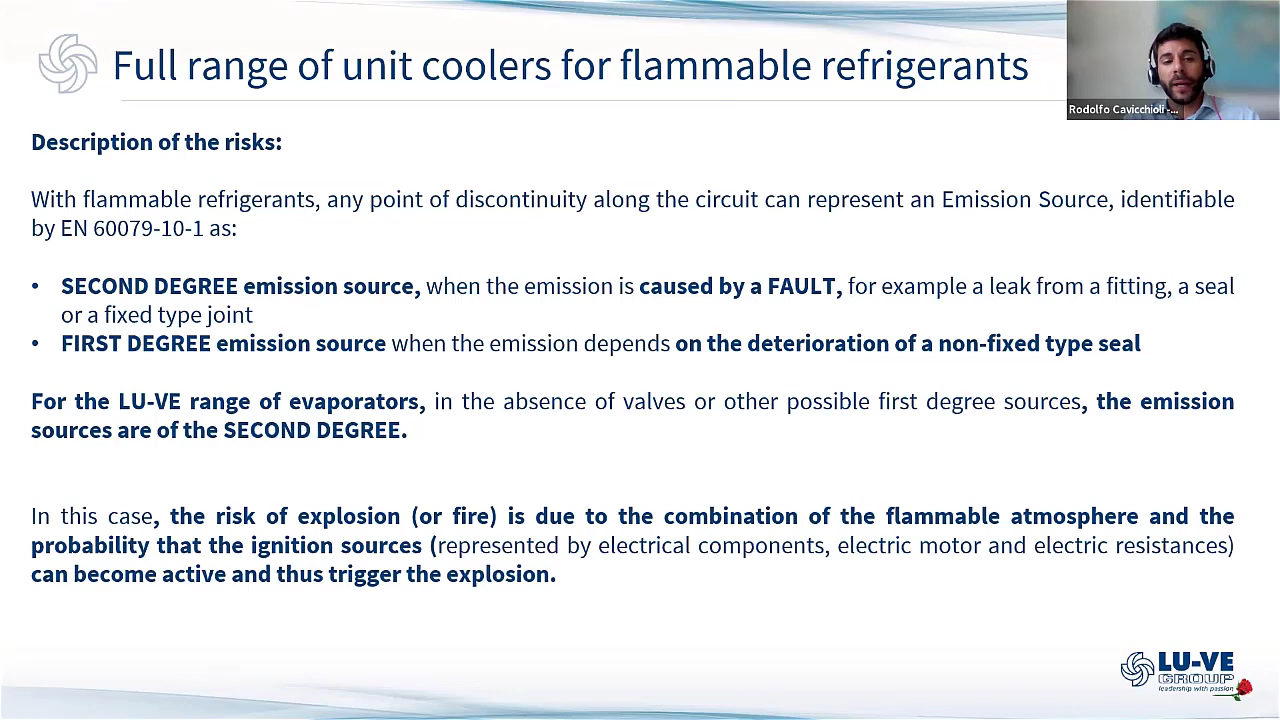 Full range of unit coolers for flammable refrigerants
Rodolfo Cavicchioli -...
Description of the risks:
With flammable refrigerants, any point of discontinuity along the circuit can represent an Emission Source, identifiable
by EN 60079-10-1 as:
• SECOND DEGREE emission source, when the emission is caused by a FAULT, for example a leak from a fitting, a seal
or a fixed type joint
• FIRST DEGREE emission source when the emission depends on the deterioration of a non-fixed type seal
For the LU-VE range of evaporators, in the absence of valves or other possible first degree sources, the emission
sources are of the SECOND DEGREE.
In this case, the risk of explosion (or fire) is due to the combination of the flammable atmosphere and the
probability that the ignition sources (represented by electrical components, electric motor and electric resistances)
can become active and thus trigger the explosion.
LU-VE
GROUP
leadership with passion